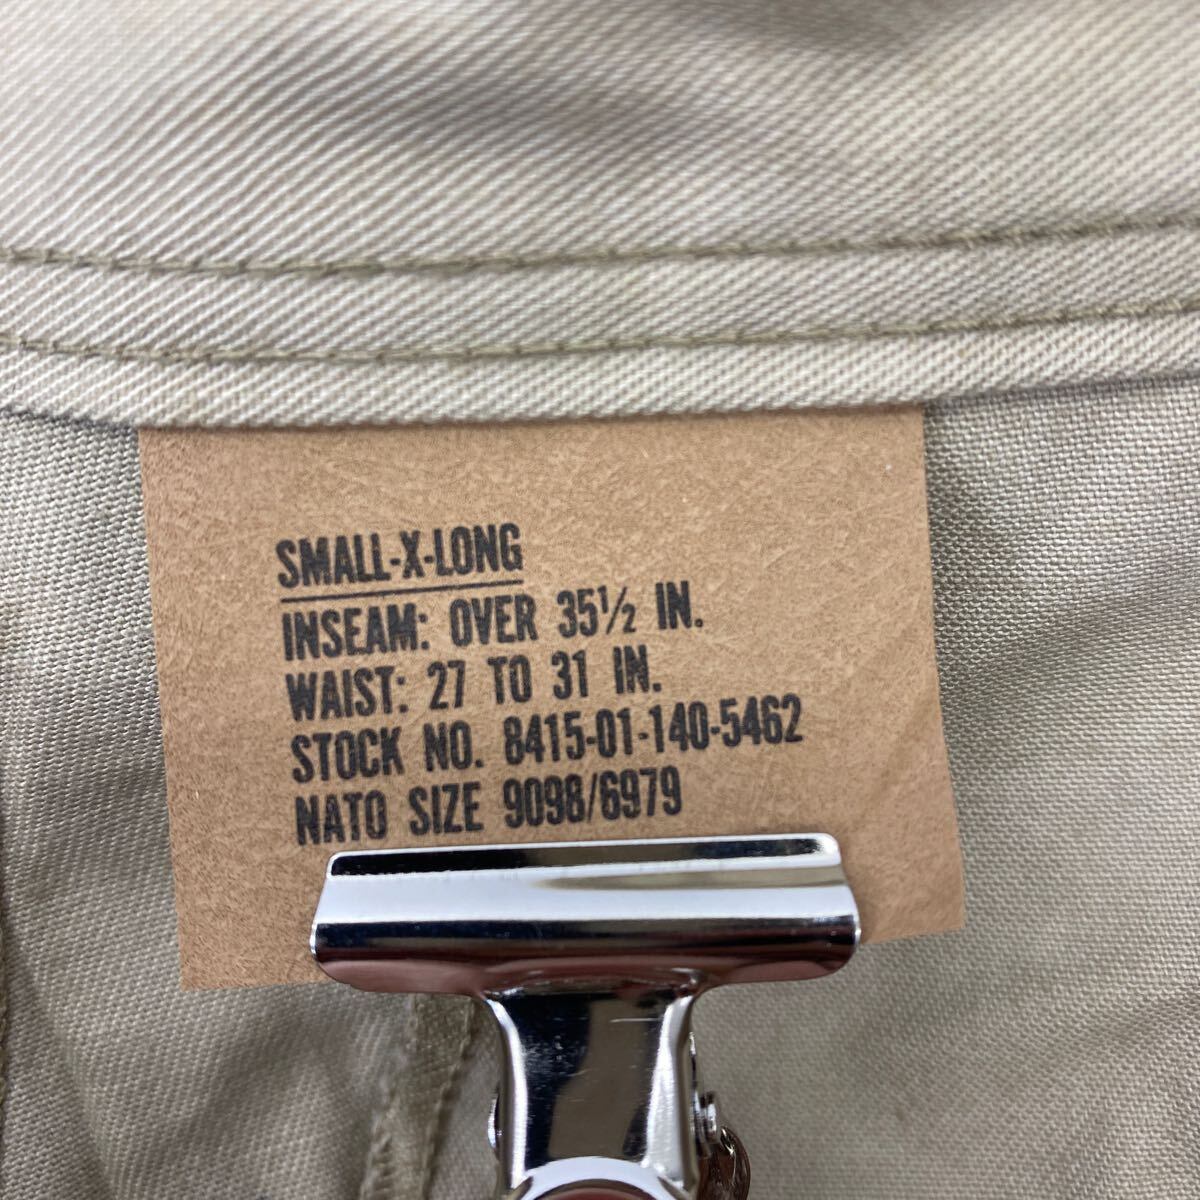 SMALL-X-LONG
INSEAM: OVER 35½ IN.
WAIST: 27 TO 31 IN.
STOCK NO. 8415-01-140-5462
NATO SIZE 9098/6979